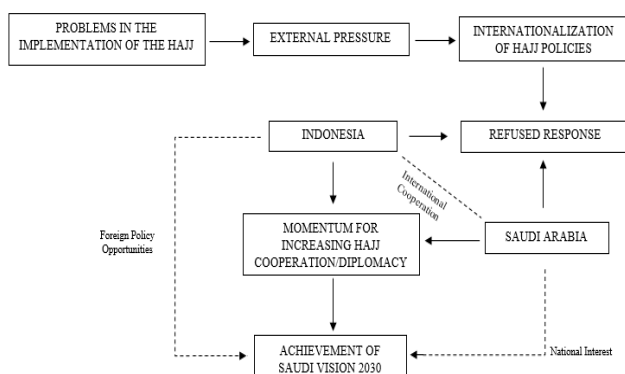 PROBLEMS IN THE
IMPLEMENTATION OF THE HAJJ
EXTERNAL PRESSURE
INTERNATIONALIZATION
OF HAJJ POLICIES
INDONESIA
REFUSED RESPONSE
International
Cooperation
Foreign Policy
Opportunities
MOMENTUM FOR
INCREASING HAJJ
COOPERATION/DIPLOMACY
SAUDI ARABIA
National Interest
ACHIEVEMENT OF
SAUDI VISION 2030